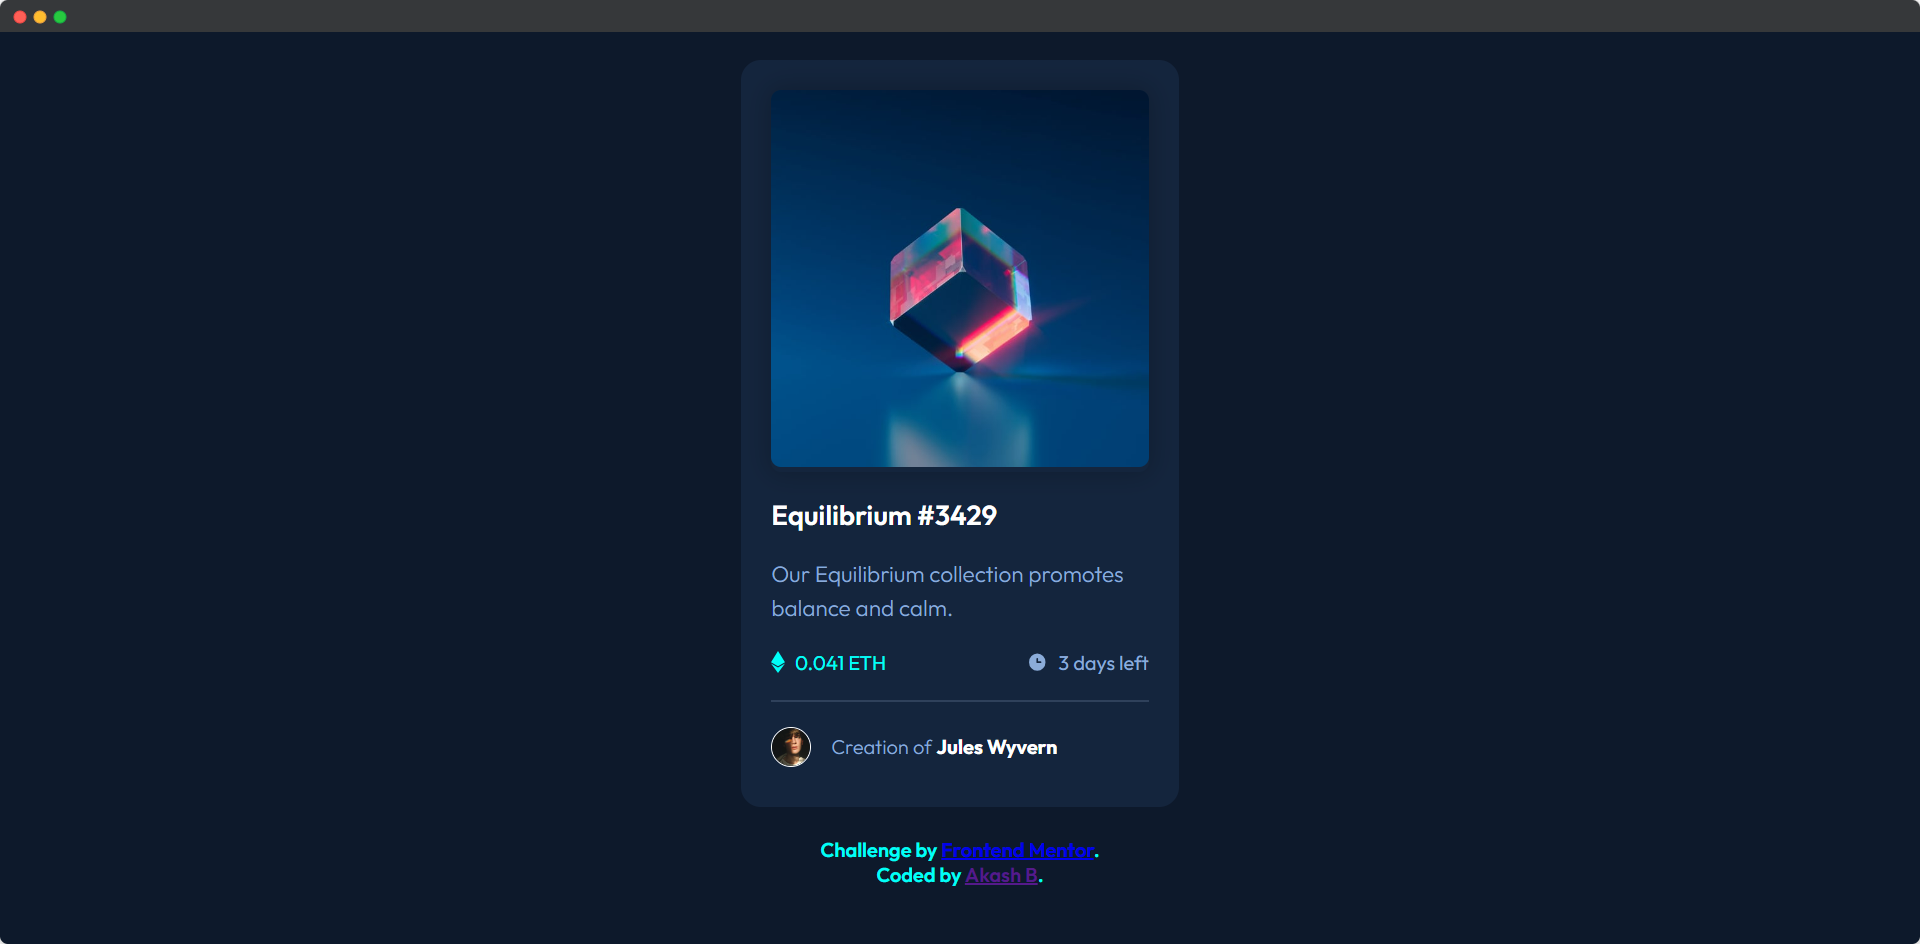 Equilibrium #3429
Our Equilibrium collection promotes
balance and calm.
0.041 ETH
3 days left
Creation of Jules Wyvern
Challenge by Frontend Mentor.
Coded by Akash B.